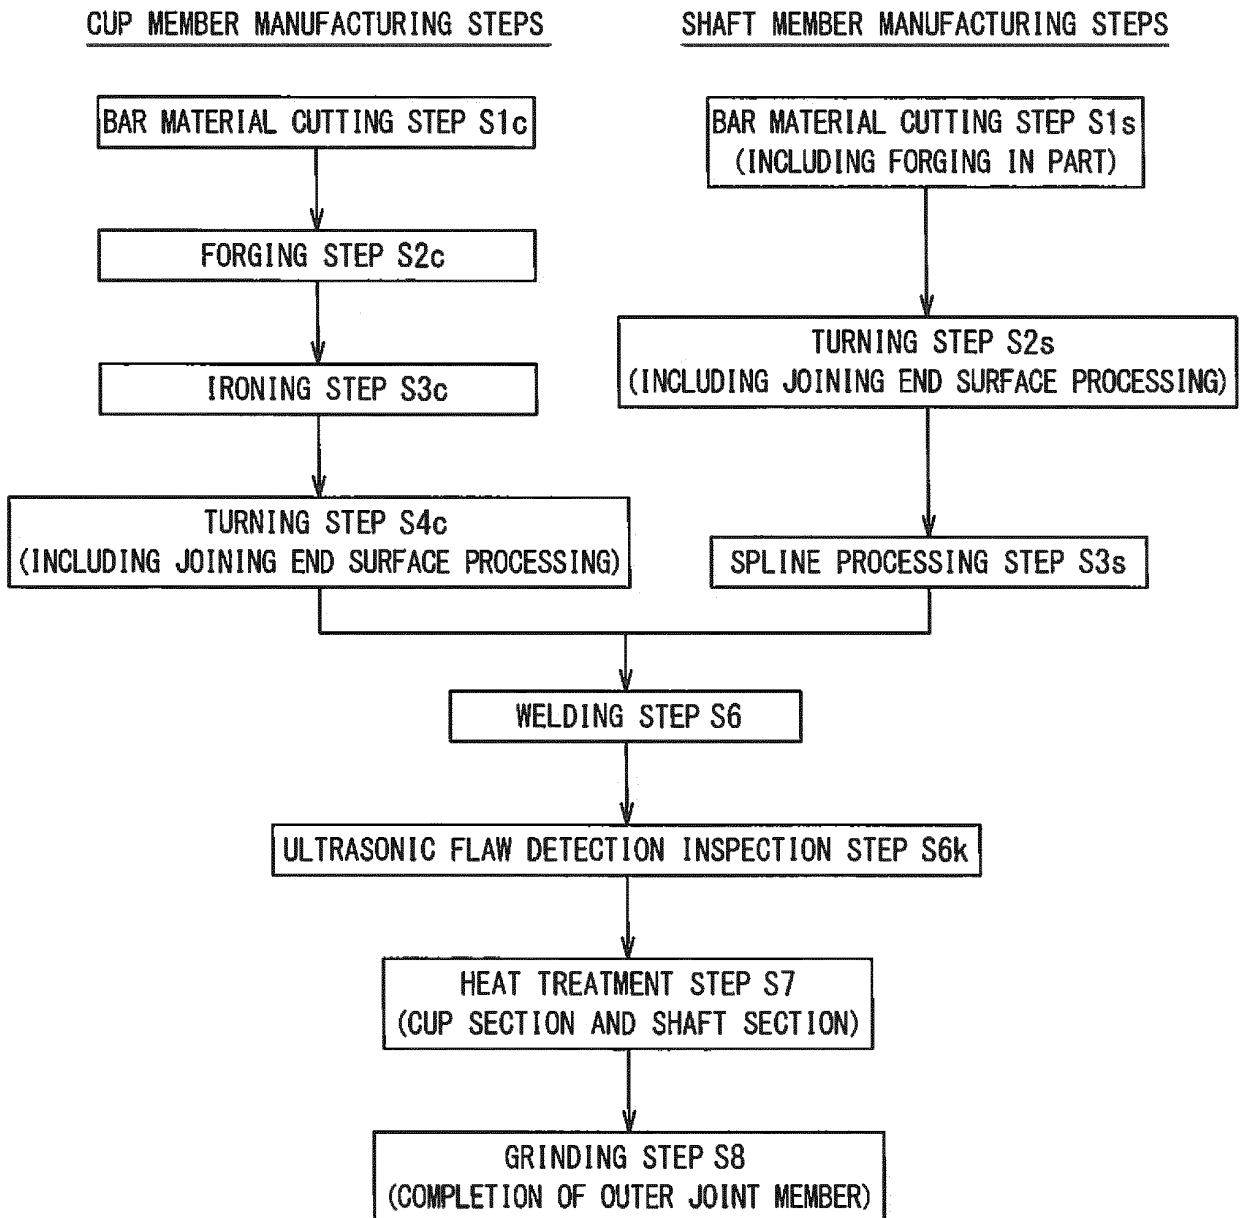 CUP MEMBER MANUFACTURING STEPS
BAR MATERIAL CUTTING STEP S1c
FORGING STEP S2c
IRONING STEP S3c
TURNING STEP S4c
(INCLUDING JOINING END SURFACE PROCESSING)
SHAFT MEMBER MANUFACTURING STEPS
BAR MATERIAL CUTTING STEP S1s
(INCLUDING FORGING IN PART)
TURNING STEP S2s
(INCLUDING JOINING END SURFACE PROCESSING)
SPLINE PROCESSING STEP S3s
WELDING STEP S6
ULTRASONIC FLAW DETECTION INSPECTION STEP S6k
HEAT TREATMENT STEP S7
(CUP SECTION AND SHAFT SECTION)
GRINDING STEP S8
(COMPLETION OF OUTER JOINT MEMBER)